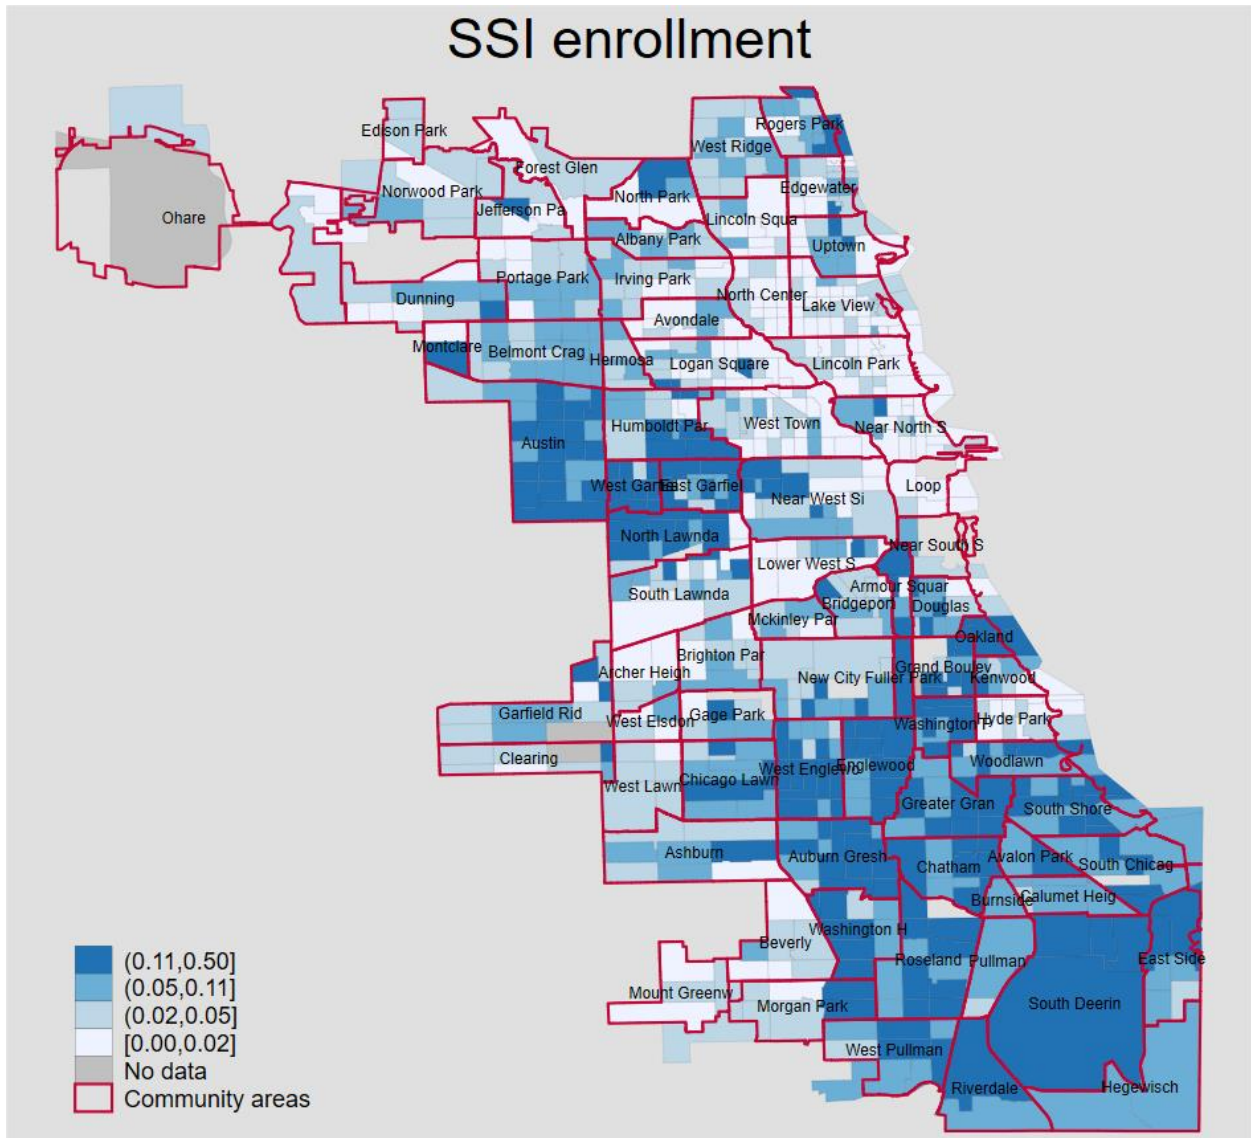 SSI enrollment
Rogers Park
Edison Park
West Ridge
Forest Glen
Edgewater
Norwood Park
North Park
Jefferson Pa
Ohare
Lincoln Squa
Albany Park
Uptown
Portage Park
Irving Park
North Center
Dunning
Lake View
Avondale
Montclare
Belmont Crag
Hermosa
Logan Square
Lincoln Park
Humboldt Par
West Town
Near North S
Austin
West Garfie
East Garfiel
Loop
Near West Si
North Lawnda
Near South S
Lower West S
South Lawnda
Armour Squar
Bridgeport
Douglas
Mckinley Par
Oakland
Brighton Par
Archer Heigh
Grand Boulev
New City
Fuller Park
Kenwood
Garfield Rid
West Elsdon
Gage Park
Washington P
Hyde Park
Clearing
Woodlawn
West Englewo
Englewood
Chicago Lawn
West Lawn
Greater Gran
South Shore
Ashburn
Auburn Gresh
Avalon Park
Chatham
South Chicag
Burnside
Calumet Heig
Washington H
Beverly
Roseland
Pullman
East Side
Mount Greenw
Morgan Park
South Deerin
West Pullman
Riverdale
Hegewisch
(0.11,0.50]
(0.05,0.11]
(0.02,0.05]
[0.00,0.02]
No data
Community areas